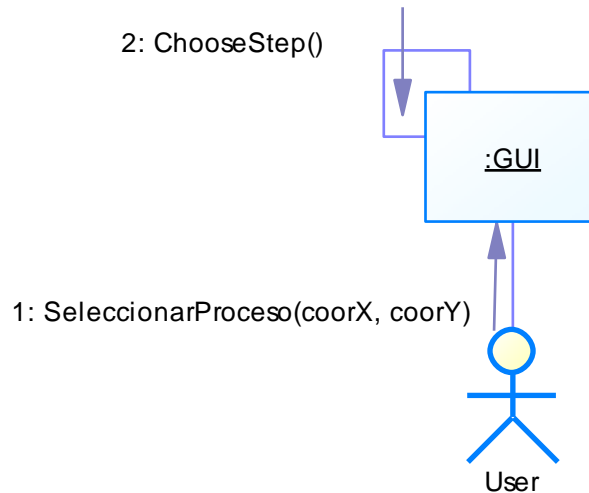 2: ChooseStep()
:GUI
1: SeleccionarProceso(coorX, coorY)
User